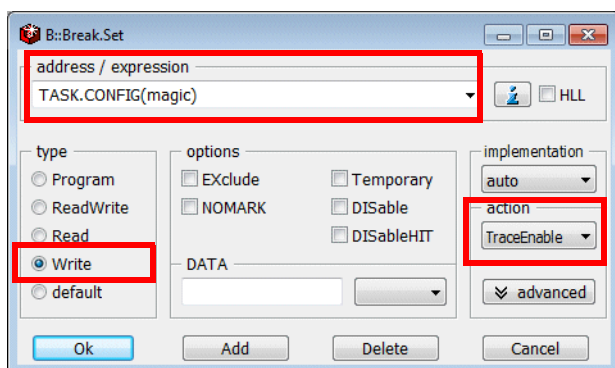 B::Break.Set
address / expression
TASK.CONFIG(magic)
HLL
type
options
implementation
Program
EXclude
Temporary
auto
ReadWrite
NOMARK
DISable
action
Read
DISableHIT
TraceEnable
Write
DATA
default
advanced
Ok
Add
Delete
Cancel